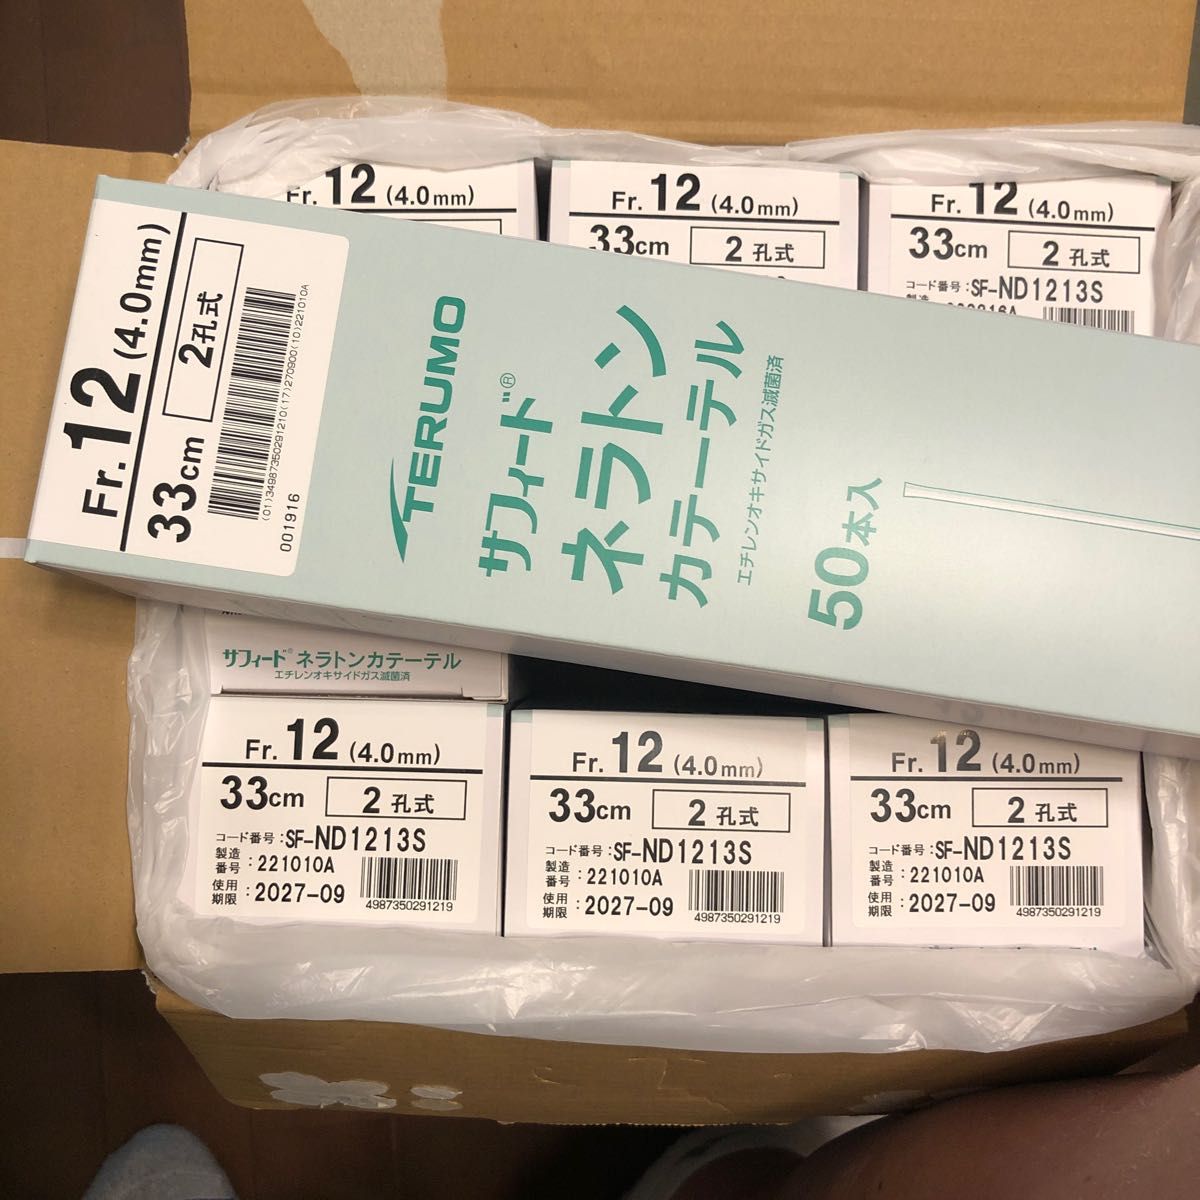 Fr. 12 (4.0mm)
Fr. 12 (4.0mm)
33cm 2 孔式
Fr. 12 (4.0mm)
33cm 2 孔式
コード番号:SF-ND1213S
Fr. 12 (4.0mm)
33cm 2孔式
(01)34987350291210(17)270900(10)221010A
001916
TERUMO
サフィード®
ネラトン
カテーテル
エチレンオキサイドガス滅菌済
50本入
サフィード® ネラトンカテーテル
エチレンオキサイドガス滅菌済
Fr. 12 (4.0mm)
33cm 2 孔式
コード番号:SF-ND1213S
製造番号:221010A
使用期限:2027-09
4987350291219
Fr. 12 (4.0mm)
33cm 2 孔式
コード番号:SF-ND1213S
製造番号:221010A
使用期限:2027-09
4987350291219
Fr. 12 (4.0mm)
33cm 2 孔式
コード番号:SF-ND1213S
製造番号:221010A
使用期限:2027-09
4987350291219